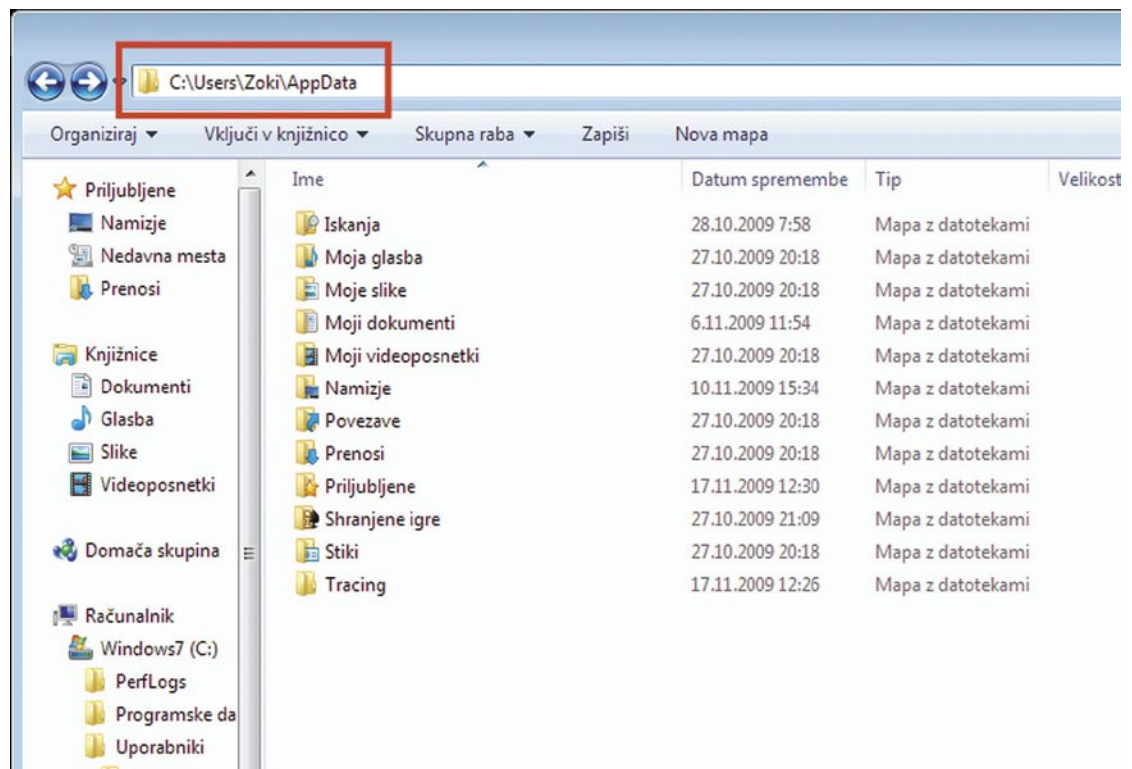 C:\Users\Zoki\AppData
Organiziraj Vključi v knjižnico Skupna raba Zapiši Nova mapa
Priljubljene
Namizje
Nedavna mesta
Prenosi
Knjižnice
Dokumenti
Glasba
Slike
Videoposnetki
Domača skupina
Računalnik
Windows7 (C:)
PerfLogs
Programske da
Uporabniki
Ime Datum spremembe Tip Velikost
Iskanja 28.10.2009 7:58 Mapa z datotekami
Moja glasba 27.10.2009 20:18 Mapa z datotekami
Moje slike 27.10.2009 20:18 Mapa z datotekami
Moji dokumenti 6.11.2009 11:54 Mapa z datotekami
Moji videoposnetki 27.10.2009 20:18 Mapa z datotekami
Namizje 10.11.2009 15:34 Mapa z datotekami
Povezave 27.10.2009 20:18 Mapa z datotekami
Prenosi 27.10.2009 20:18 Mapa z datotekami
Priljubljene 17.11.2009 12:30 Mapa z datotekami
Shranjene igre 27.10.2009 21:09 Mapa z datotekami
Stiki 27.10.2009 20:18 Mapa z datotekami
Tracing 17.11.2009 12:26 Mapa z datotekami